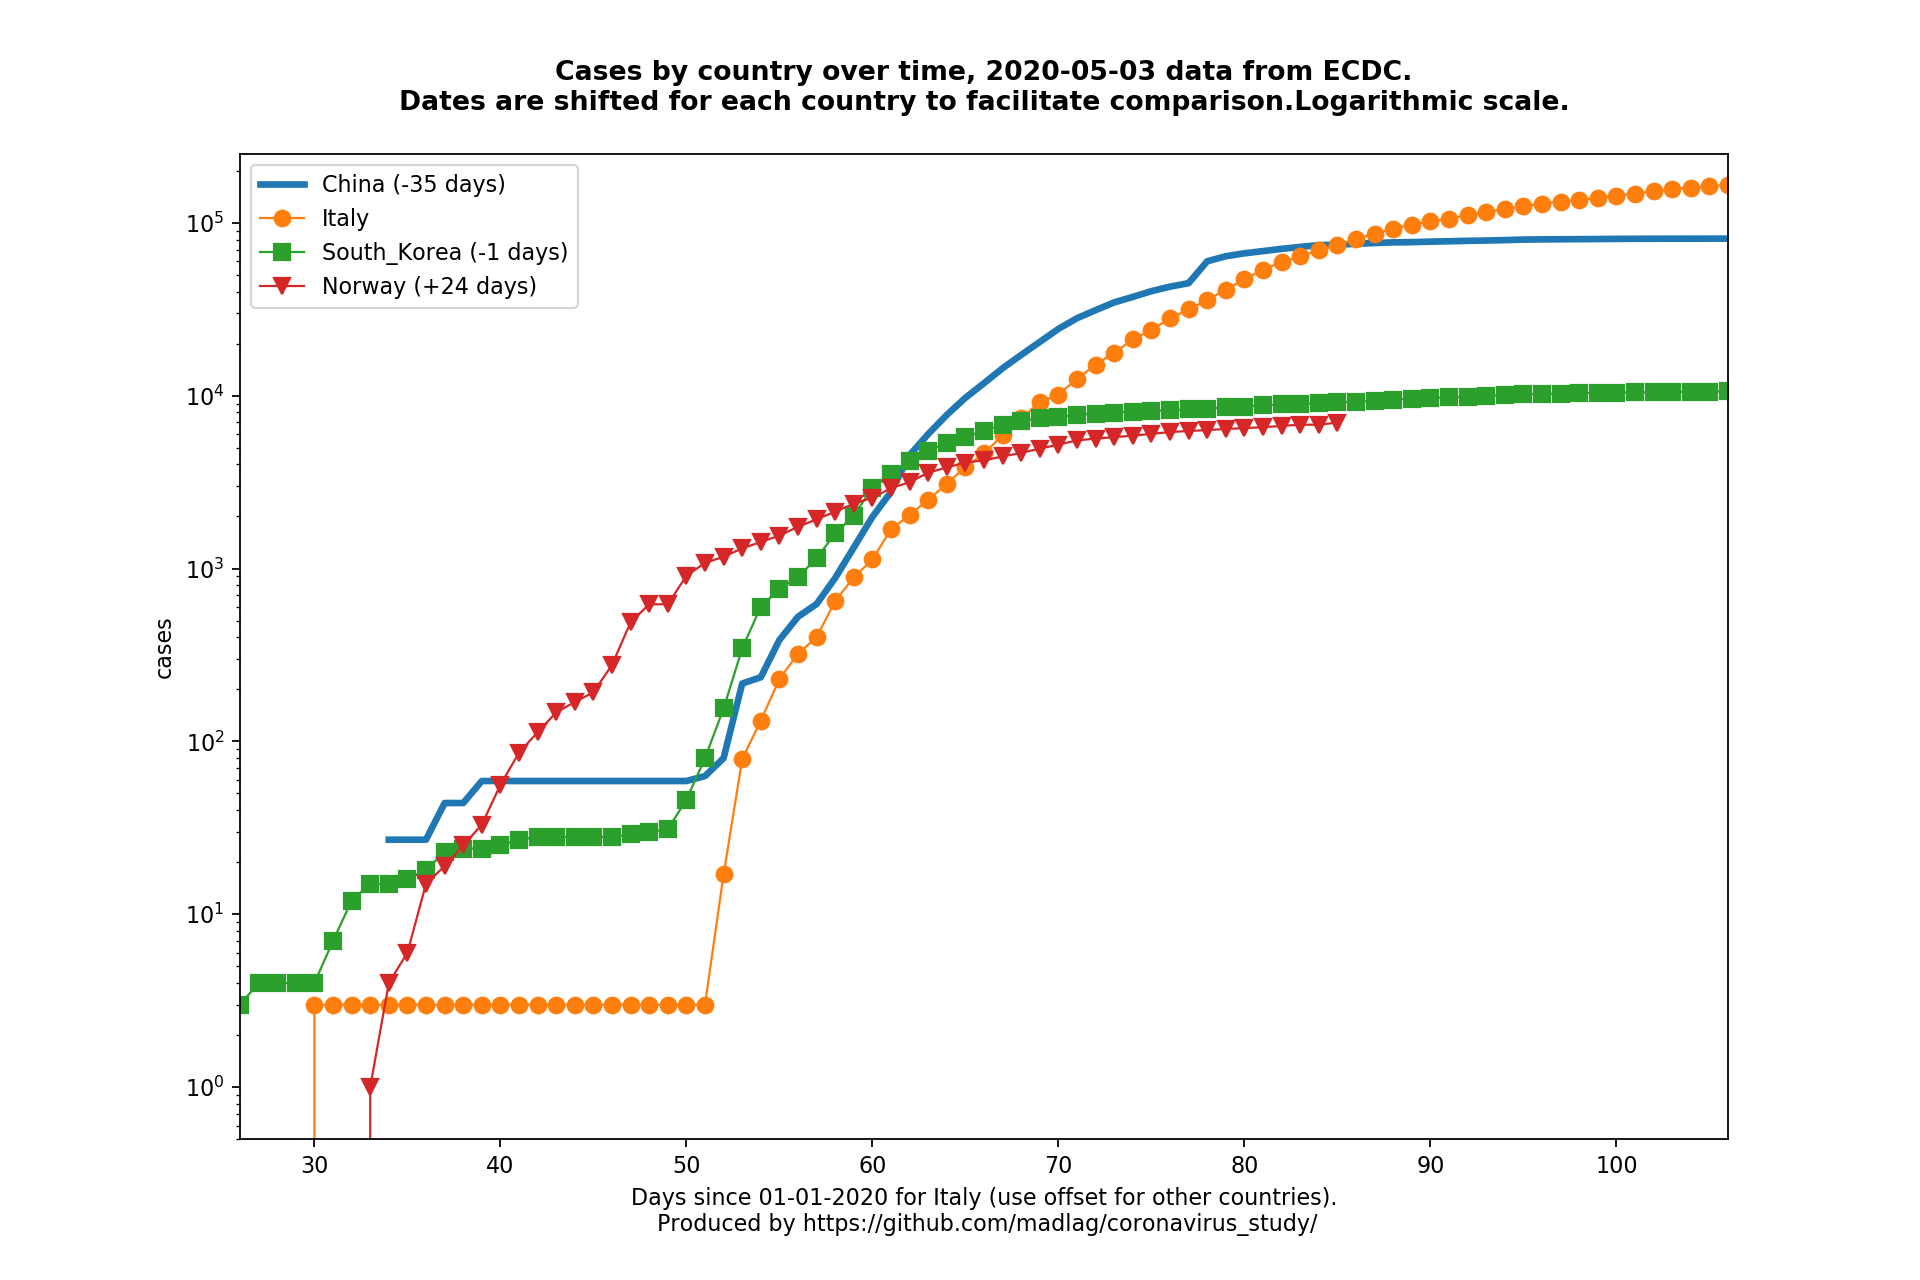 Cases by country over time, 2020-05-03 data from ECDC.
Dates are shifted for each country to facilitate comparison.Logarithmic scale.
China (-35 days)
Italy
South_Korea (-1 days)
Norway (+24 days)
10^5
10^4
10^3
10^2
10^1
10^0
cases
30 40 50 60 70 80 90 100
Days since 01-01-2020 for Italy (use offset for other countries).
Produced by https://github.com/madlag/coronavirus_study/